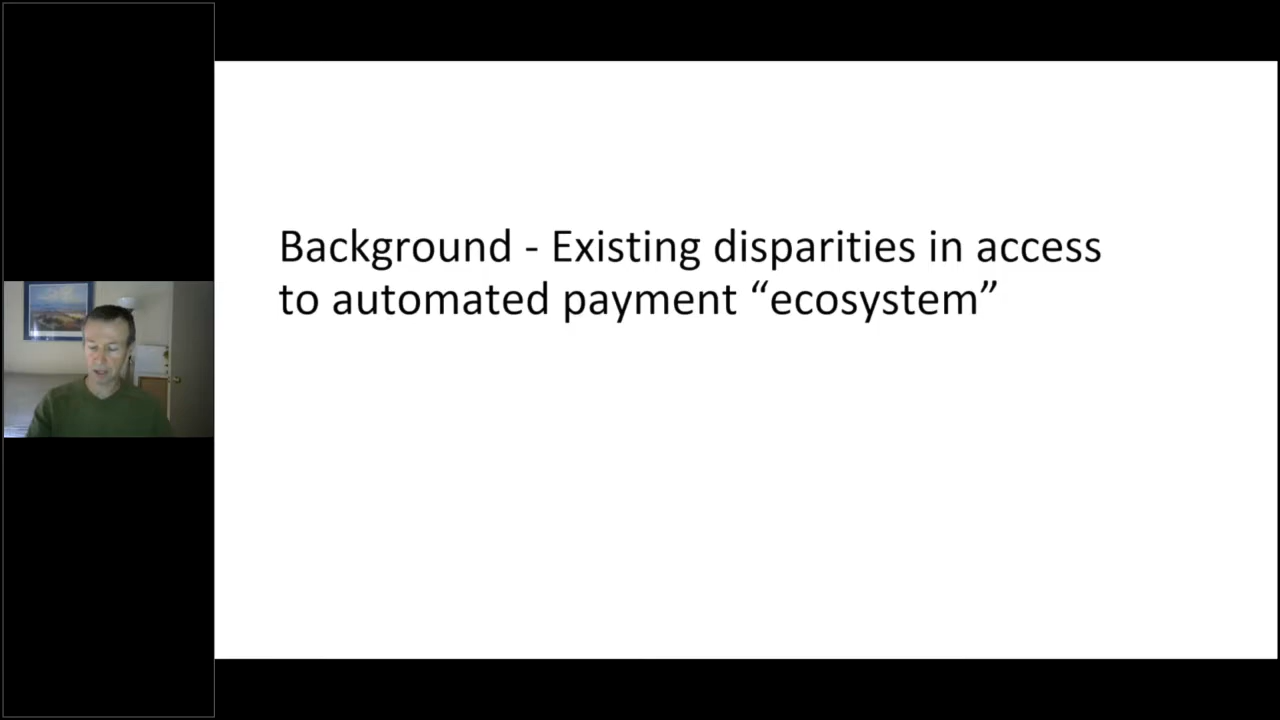 Background - Existing disparities in access
to automated payment “ecosystem”